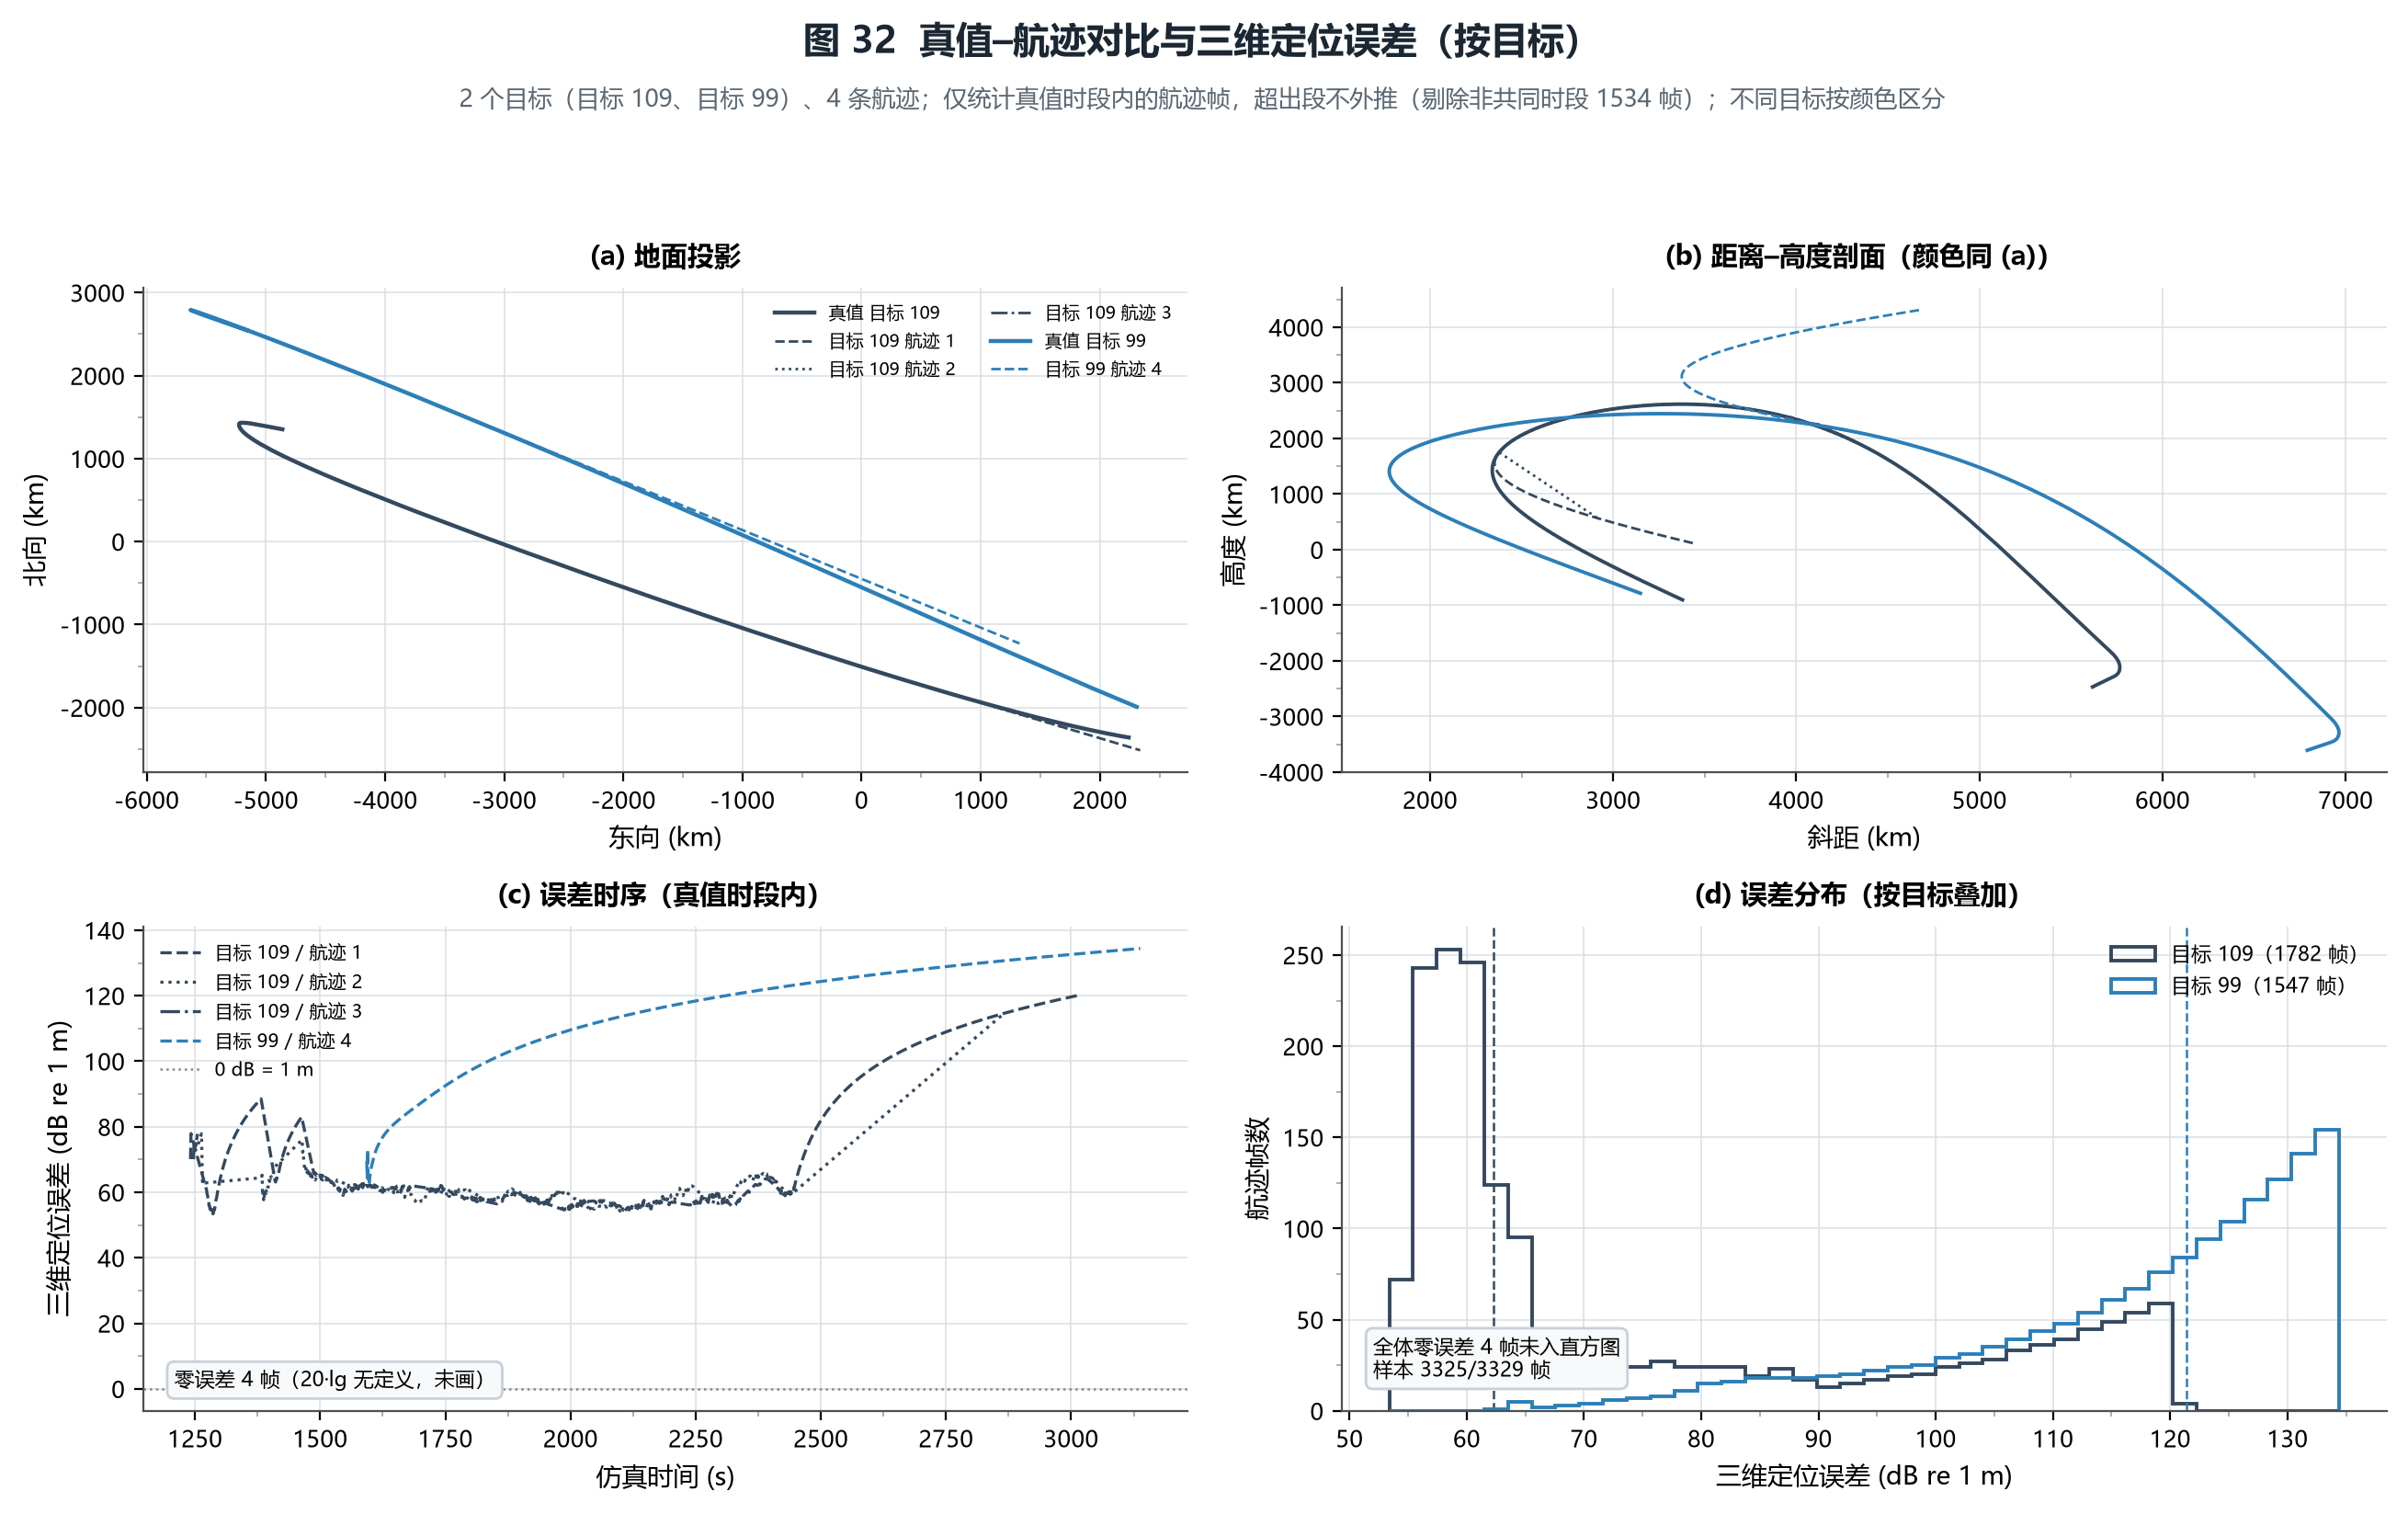 图 32 真值–航迹对比与三维定位误差（按目标）
2 个目标（目标 109、目标 99）、4 条航迹；仅统计真值时段内的航迹帧，超出段不外推（剔除非共同时段 1534 帧）；不同目标按颜色区分
(a) 地面投影
3000
2000
1000
0
-1000
-2000
北向 (km)
真值 目标 109
目标 109 航迹 1
目标 109 航迹 2
目标 109 航迹 3
真值 目标 99
目标 99 航迹 4
-6000 -5000 -4000 -3000 -2000 -1000 0 1000 2000
东向 (km)
(b) 距离–高度剖面（颜色同 (a)）
4000
3000
2000
1000
0
-1000
-2000
-3000
-4000
高度 (km)
2000 3000 4000 5000 6000 7000
斜距 (km)
(c) 误差时序（真值时段内）
140
120
100
80
60
40
20
0
三维定位误差 (dB re 1 m)
目标 109 / 航迹 1
目标 109 / 航迹 2
目标 109 / 航迹 3
目标 99 / 航迹 4
0 dB = 1 m
零误差 4 帧（20·lg 无定义，未画）
1250 1500 1750 2000 2250 2500 2750 3000
仿真时间 (s)
(d) 误差分布（按目标叠加）
250
200
150
100
50
0
航迹帧数
目标 109（1782 帧）
目标 99（1547 帧）
全体零误差 4 帧未入直方图
样本 3325/3329 帧
50 60 70 80 90 100 110 120 130
三维定位误差 (dB re 1 m)